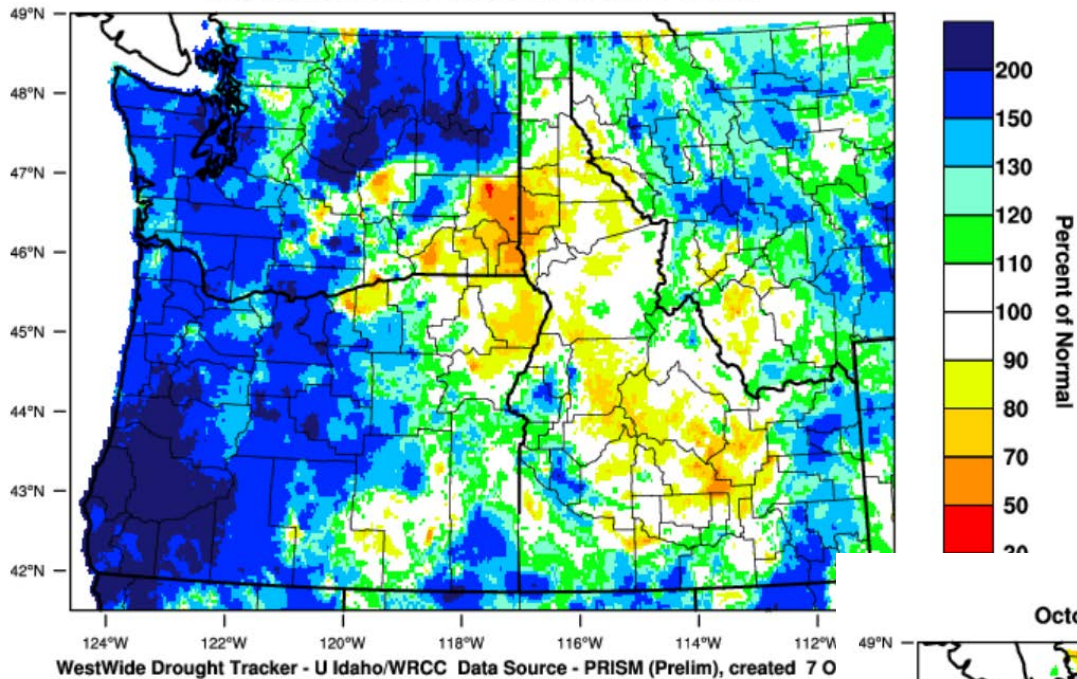 49°N
48°N
47°N
46°N
45°N
44°N
43°N
42°N
124°W 122°W 120°W 118°W 116°W 114°W 112°W
WestWide Drought Tracker - U Idaho/WRCC Data Source - PRISM (Prelim), created 7 O
200
150
130
120
110
100
90
80
70
50
Percent of Normal
Octo
49°N